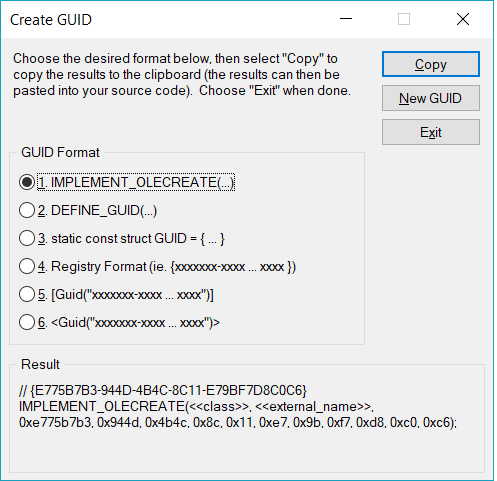 Create GUID
Choose the desired format below, then select "Copy" to
copy the results to the clipboard (the results can then be
pasted into your source code).  Choose "Exit" when done.
Copy
New GUID
Exit
GUID Format
1. IMPLEMENT_OLECREATE(...)
2. DEFINE_GUID(...)
3. static const struct GUID = { ... }
4. Registry Format (ie. {xxxxxxx-xxxx ... xxxx })
5. [Guid("xxxxxxx-xxxx ... xxxx")]
6. <Guid("xxxxxxx-xxxx ... xxxx")>
Result
// {E775B7B3-944D-4B4C-8C11-E79BF7D8C0C6}
IMPLEMENT_OLECREATE(<<class>>, <<external_name>>,
0xe775b7b3, 0x944d, 0x4b4c, 0x8c, 0x11, 0xe7, 0x9b, 0xf7, 0xd8, 0xc0, 0xc6);